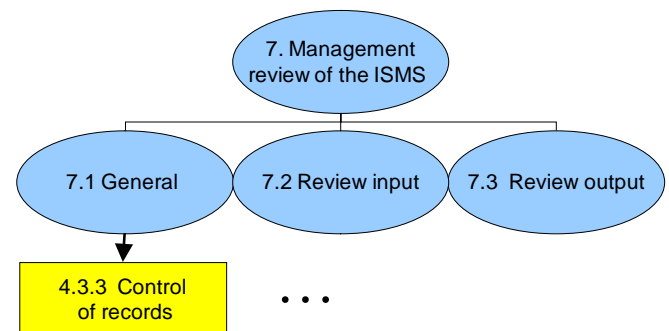 7. Management
review of the ISMS
7.1 General
7.2 Review input
7.3 Review output
4.3.3 Control
of records
...